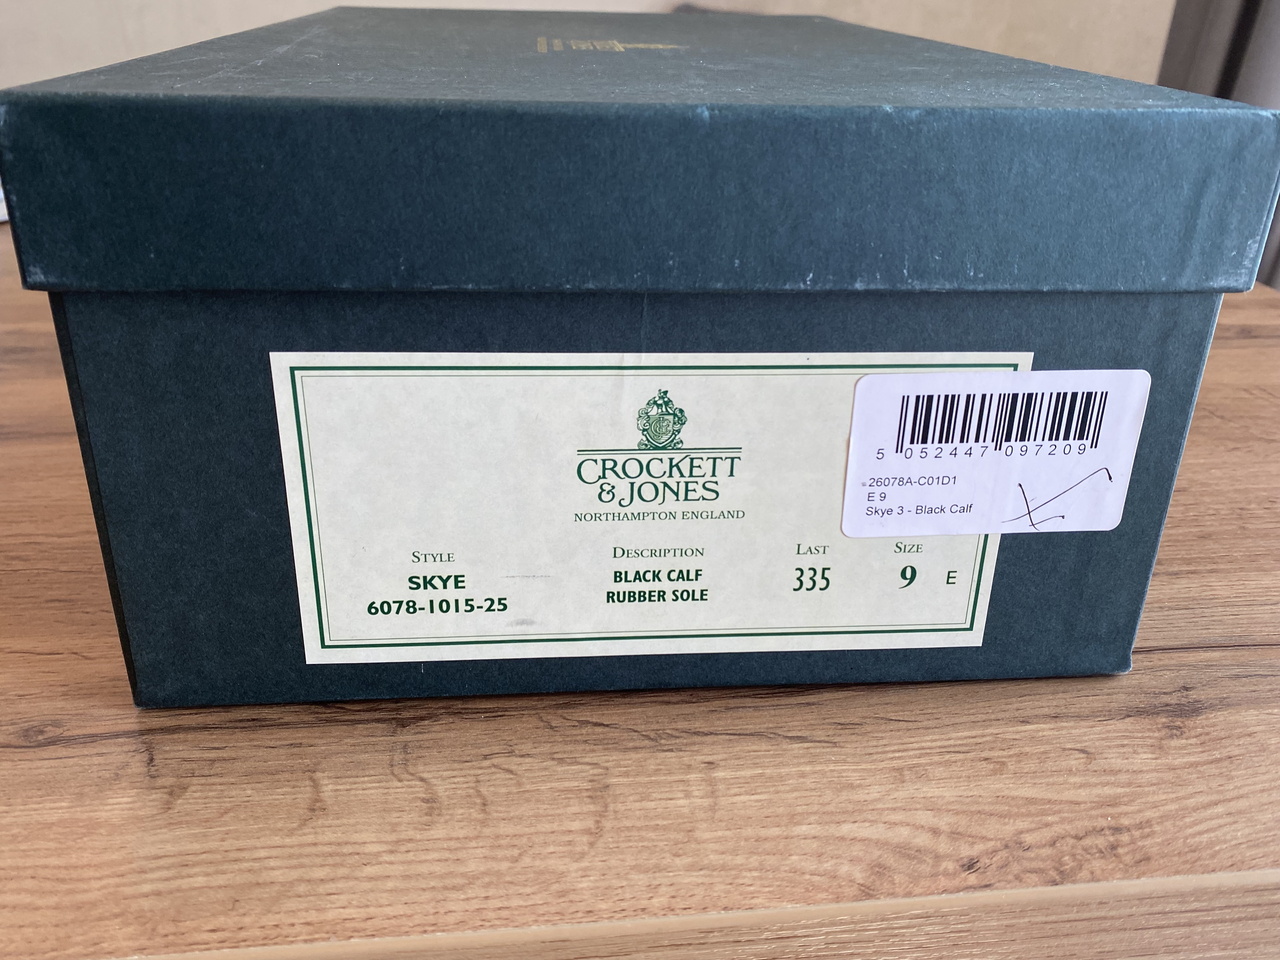 CROCKETT
& JONES
NORTHAMPTON ENGLAND
5 052447 097209
26078A-C01D1
E 9
Skye 3 - Black Calf
STYLE
SKYE
6078-1015-25
DESCRIPTION
BLACK CALF
RUBBER SOLE
LAST
335
SIZE
9 E